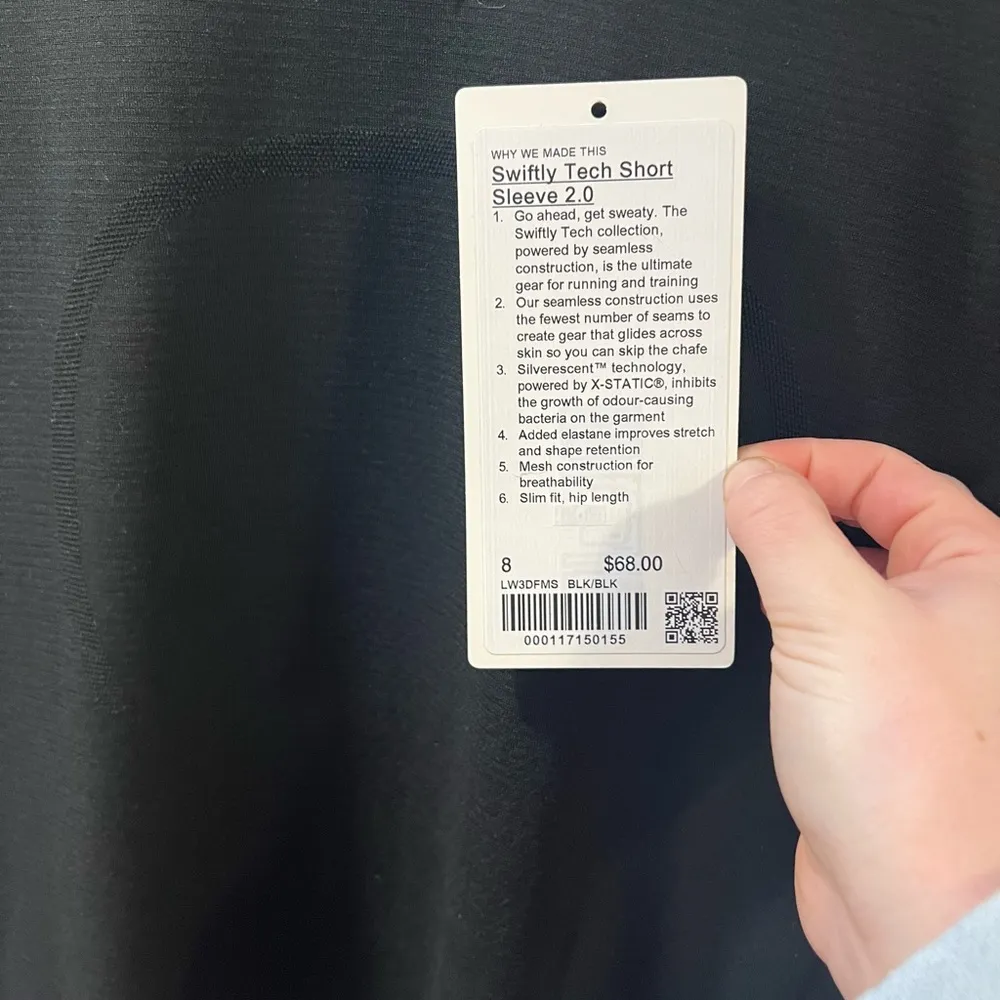 WHY WE MADE THIS
Swiftly Tech Short
Sleeve 2.0
1. Go ahead, get sweaty. The
Swiftly Tech collection,
powered by seamless
construction, is the ultimate
gear for running and training
2. Our seamless construction uses
the fewest number of seams to
create gear that glides across
skin so you can skip the chafe
3. Silverescent™ technology,
powered by X-STATIC®, inhibits
the growth of odour-causing
bacteria on the garment
4. Added elastane improves stretch
and shape retention
5. Mesh construction for
breathability
6. Slim fit, hip length
8 $68.00
LW3DFMS BLK/BLK
000117150155